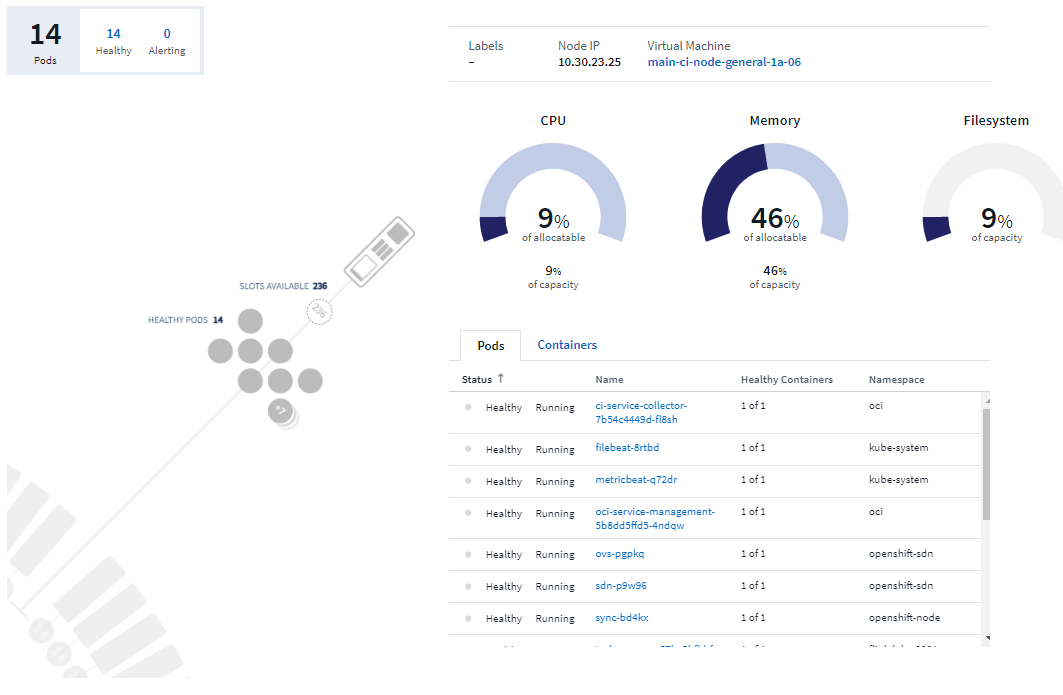 14
Pods
14
Healthy
0
Alerting
Labels
–
Node IP
10.30.23.25
Virtual Machine
main-ci-node-general-1a-06
CPU
9%
of allocatable
9%
of capacity
Memory
46%
of allocatable
46%
of capacity
Filesystem
9%
of capacity
SLOTS AVAILABLE 236
236
HEALTHY PODS 14
Pods Containers
Status ↑ Name Healthy Containers Namespace
Healthy Running ci-service-collector-
7b54c4449d-fl8sh 1 of 1 oci
Healthy Running filebeat-8rtbd 1 of 1 kube-system
Healthy Running metricbeat-q72dr 1 of 1 kube-system
Healthy Running oci-service-management-
5b8dd5ffd5-4ndqw 1 of 1 oci
Healthy Running ovs-pgpkq 1 of 1 openshift-sdn
Healthy Running sdn-p9w96 1 of 1 openshift-sdn
Healthy Running sync-bd4kx 1 of 1 openshift-node